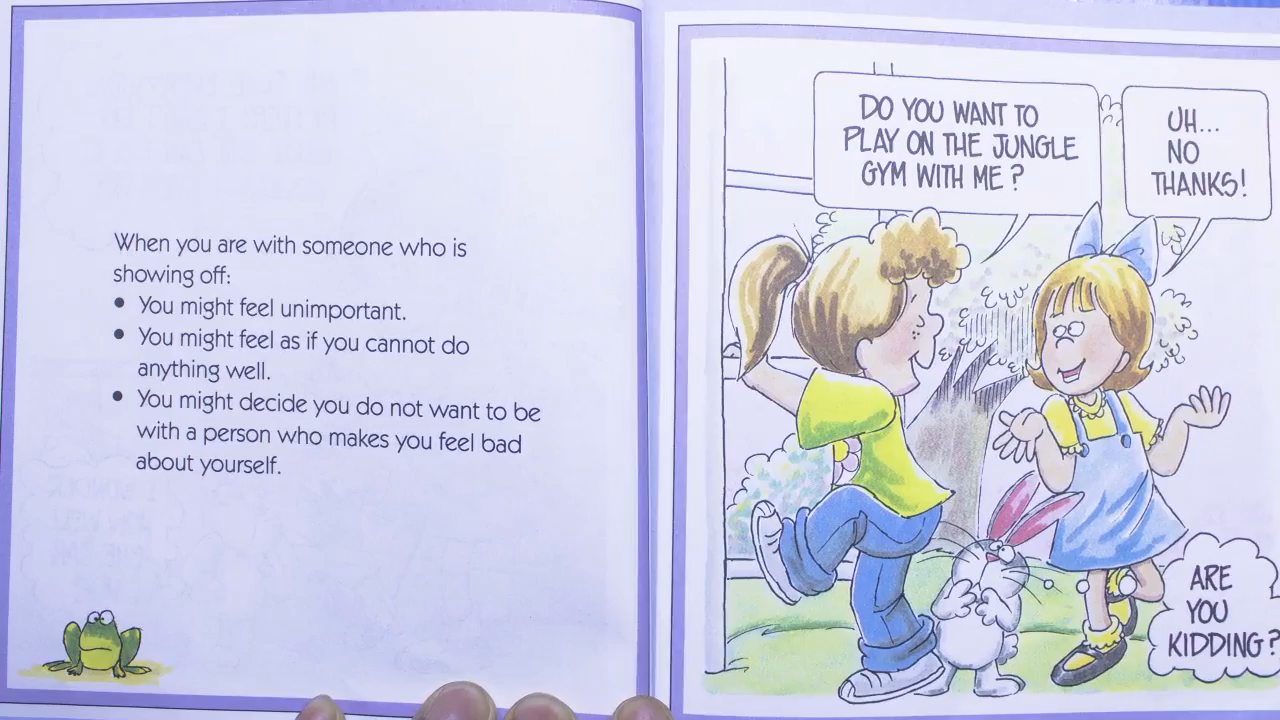 When you are with someone who is
showing off:
• You might feel unimportant.
• You might feel as if you cannot do
anything well.
• You might decide you do not want to be
with a person who makes you feel bad
about yourself.
DO YOU WANT TO
PLAY ON THE JUNGLE
GYM WITH ME?
UH...
NO
THANKS!
ARE
YOU
KIDDING?